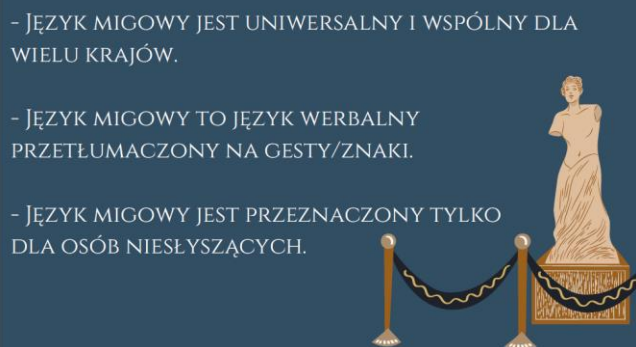 - Język migowy jest uniwersalny i wspólny dla
wielu krajów.
- Język migowy to język werbalny
przetłumaczony na gesty/znaki.
- Język migowy jest przeznaczony tylko
dla osób niesłyszących.